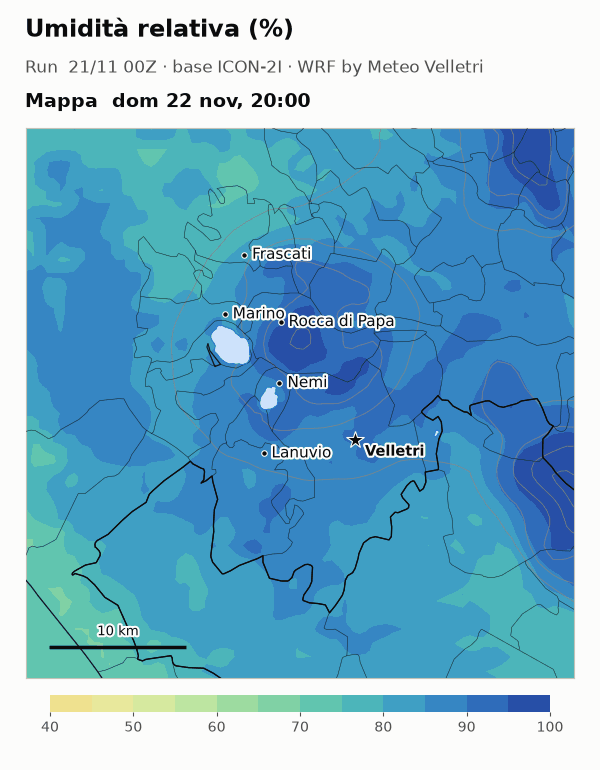 Umidità relativa (%)
Run  21/11 00Z · base ICON-2I · WRF by Meteo Velletri
Mappa  dom 22 nov, 20:00
Frascati
Marino
Rocca di Papa
Nemi
Velletri
Lanuvio
10 km
40 50 60 70 80 90 100